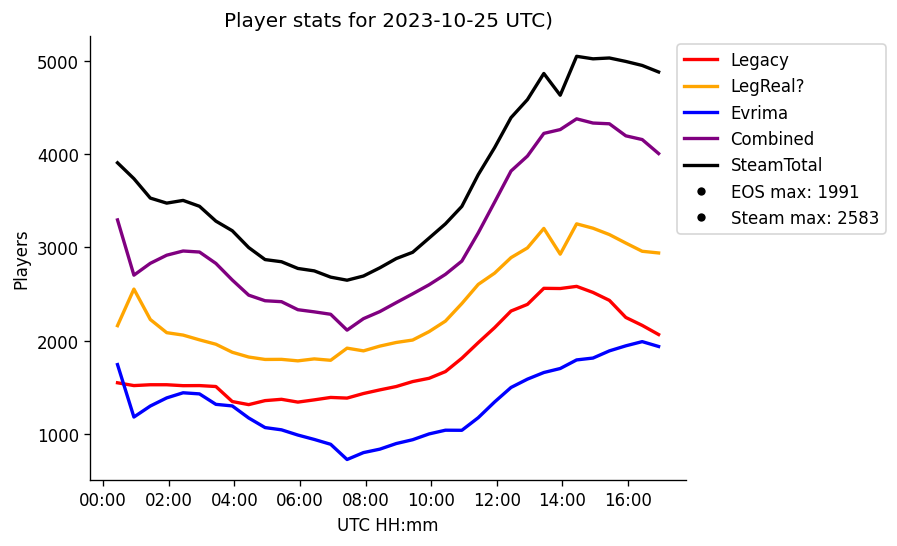 Player stats for 2023-10-25 UTC)
Players
5000
4000
3000
2000
1000
00:00 02:00 04:00 06:00 08:00 10:00 12:00 14:00 16:00
UTC HH:mm
Legacy
LegReal?
Evrima
Combined
SteamTotal
EOS max: 1991
Steam max: 2583